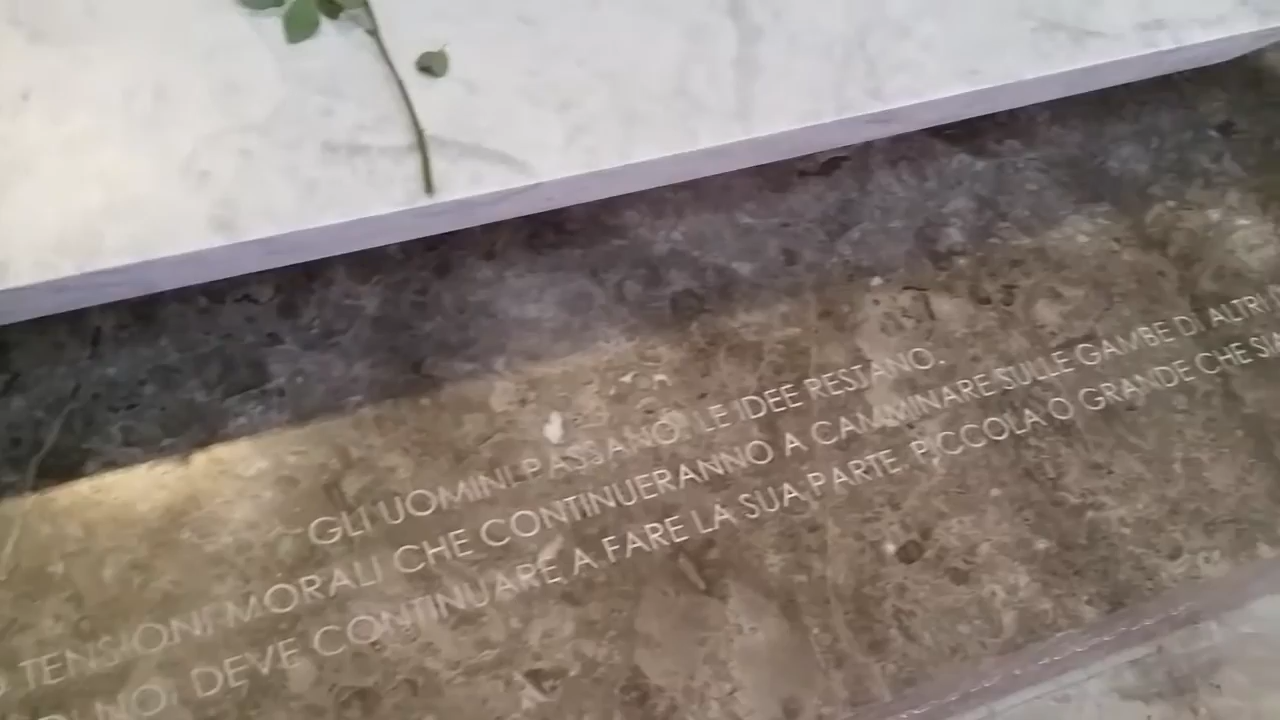 GLI UOMINI PASSANO, LE IDEE RESTANO.
TENSIONI MORALI CHE CONTINUERANNO A CAMMINARE SULLE GAMBE DI ALTRI
DEVE CONTINUARE A FARE LA SUA PARTE, PICCOLA O GRANDE CHE SIA